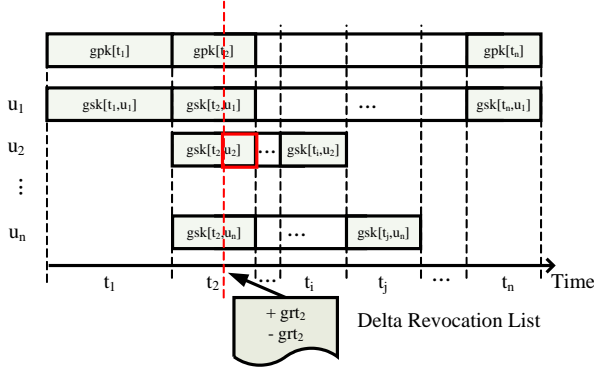 gpk[t1] gpk[t2] gpk[tn]
u1 gsk[t1,u1] gsk[t2,u1] ... gsk[tn,u1]
u2 gsk[t2,u2] ... gsk[ti,u2]
⋮
un gsk[t2,un] ... gsk[tj,un]
t1 t2 ... ti tj ... tn Time
+ grt2
- grt2
Delta Revocation List